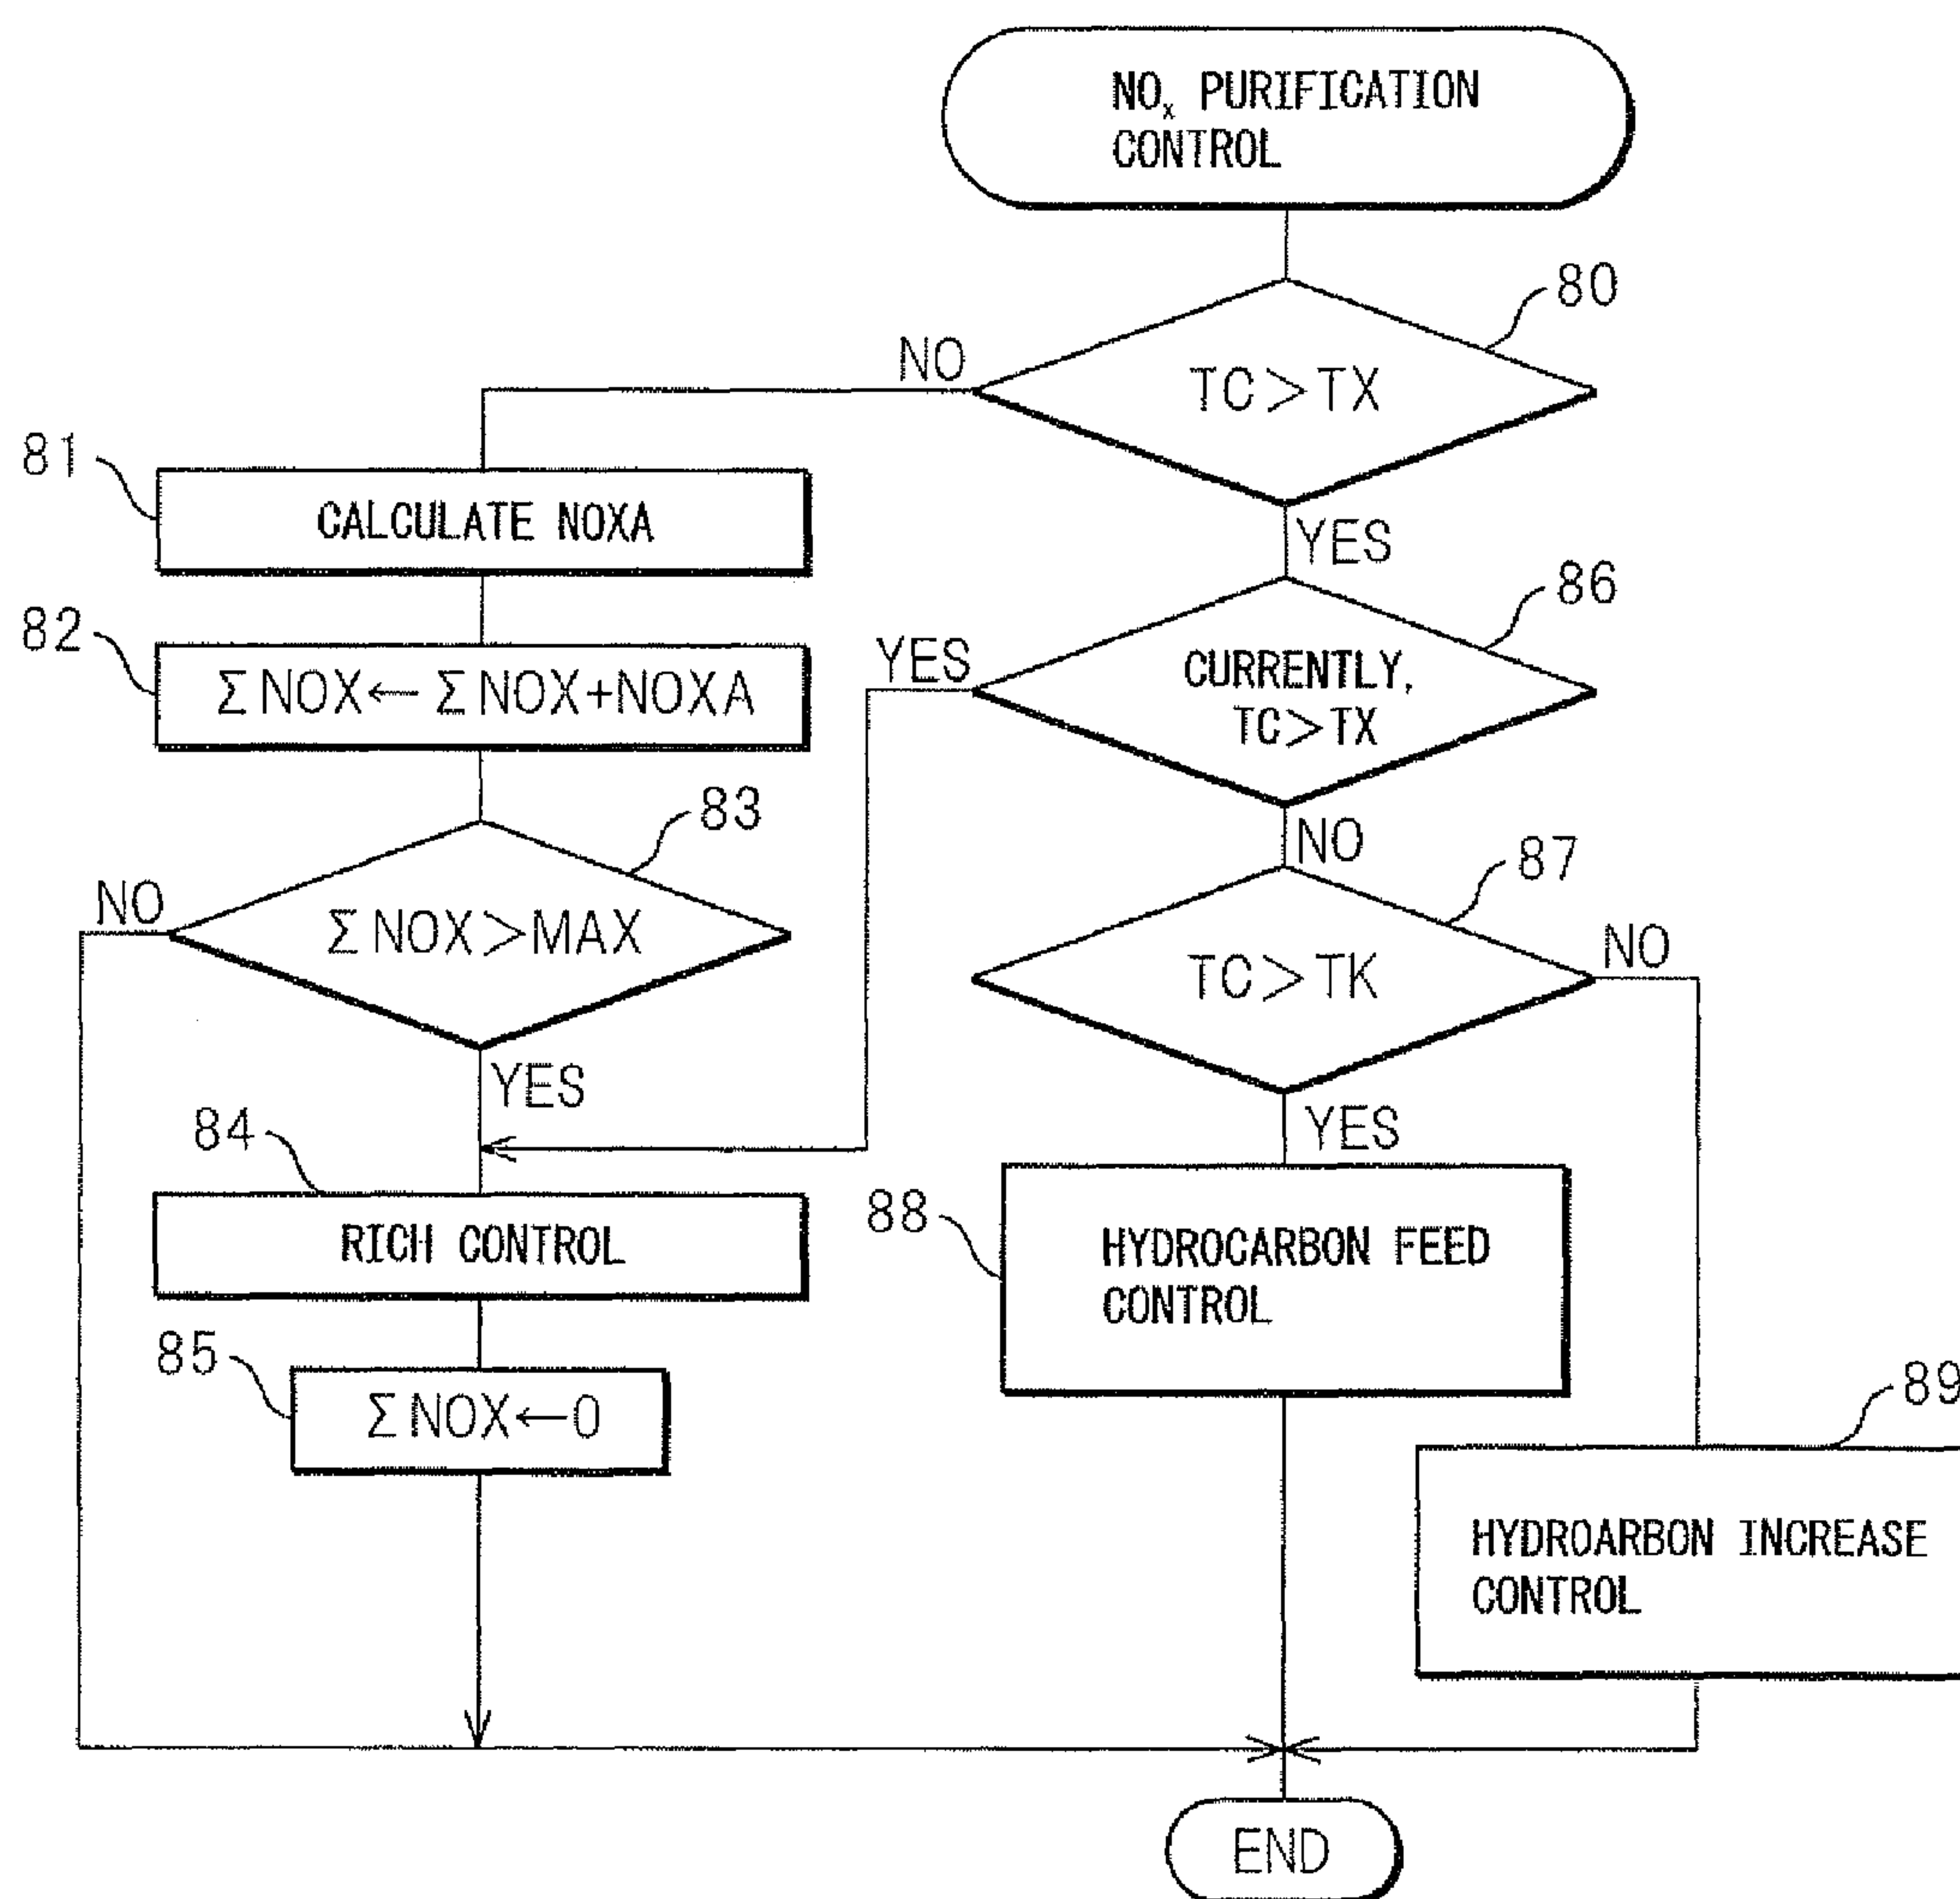 NOx PURIFICATION
CONTROL
80
TC>TX
NO
YES
81
CALCULATE NOXA
82
ΣNOX←ΣNOX+NOXA
86
YES
CURRENTLY,
TC>TX
NO
83
NO
ΣNOX>MAX
YES
87
TC>TK
NO
YES
84
RICH CONTROL
85
ΣNOX←0
88
HYDROCARBON FEED
CONTROL
89
HYDROARBON INCREASE
CONTROL
END